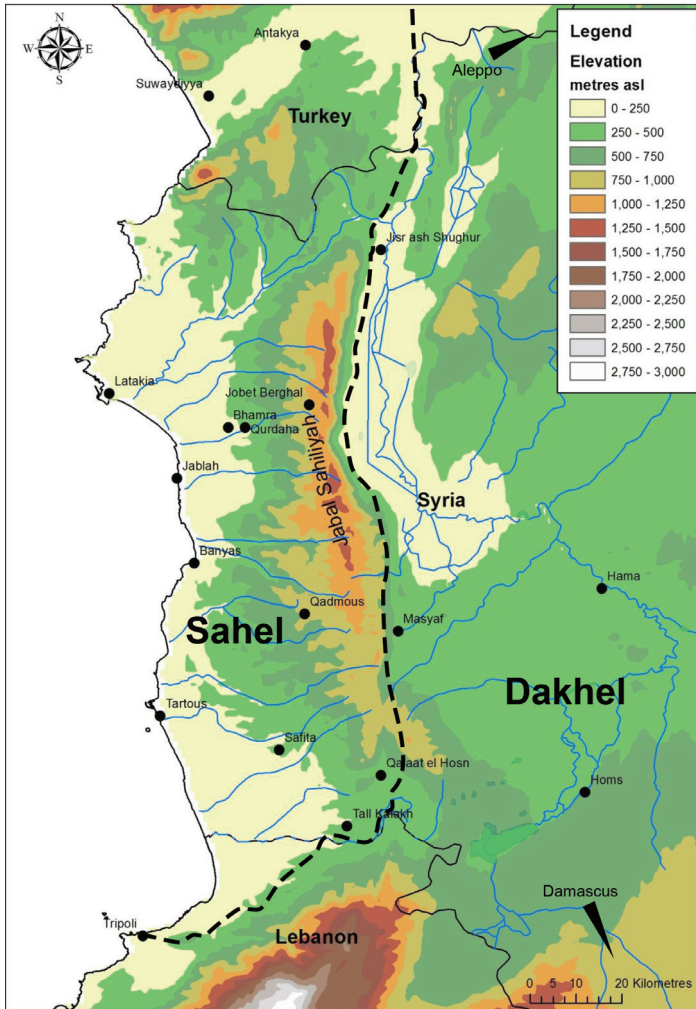 N
W E
S
Antakya
Suwaydiyya
Turkey
Aleppo
Legend
Elevation
metres asl
0 - 250
250 - 500
500 - 750
750 - 1,000
1,000 - 1,250
1,250 - 1,500
1,500 - 1,750
1,750 - 2,000
2,000 - 2,250
2,250 - 2,500
2,500 - 2,750
2,750 - 3,000
Jisr ash Shughur
Latakia
Jobet Berghal
Bhamra
Qurdaha
Jabal Sahiliyah
Jablah
Syria
Banyas
Hama
Qadmous
Sahel
Masyaf
Dakhel
Tartous
Safita
Qalaat el Hosn
Homs
Tall Kalakh
Damascus
Tripoli
Lebanon
0 5 10 20 Kilometres